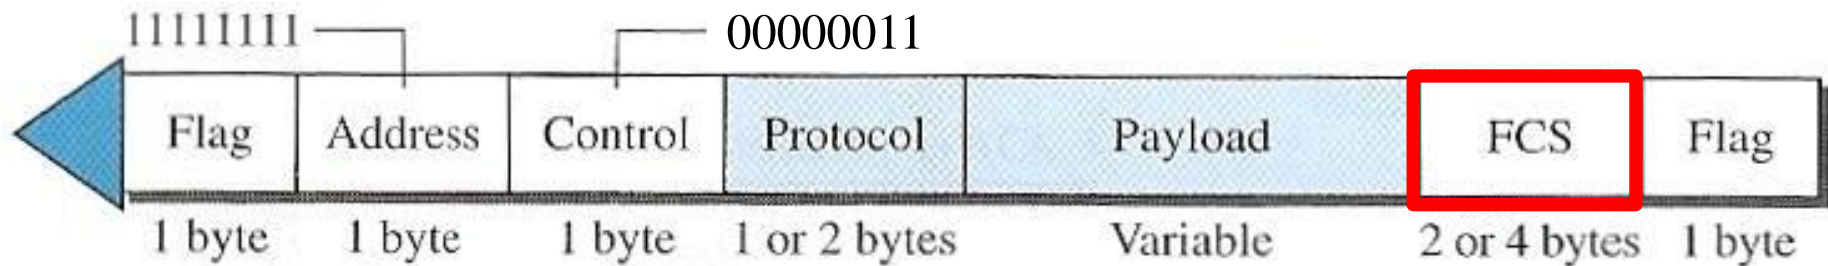 11111111 00000011
Flag Address Control Protocol Payload FCS Flag
1 byte 1 byte 1 byte 1 or 2 bytes Variable 2 or 4 bytes 1 byte